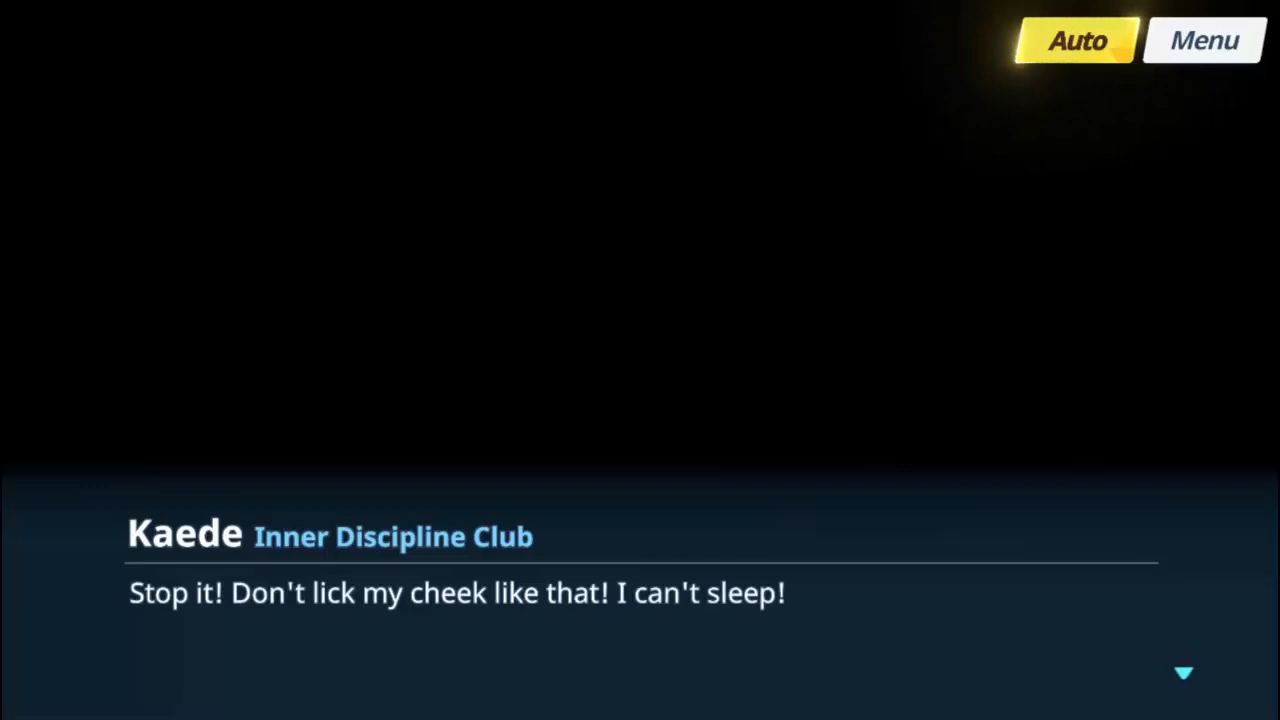 Auto Menu
Kaede Inner Discipline Club
Stop it! Don't lick my cheek like that! I can't sleep!